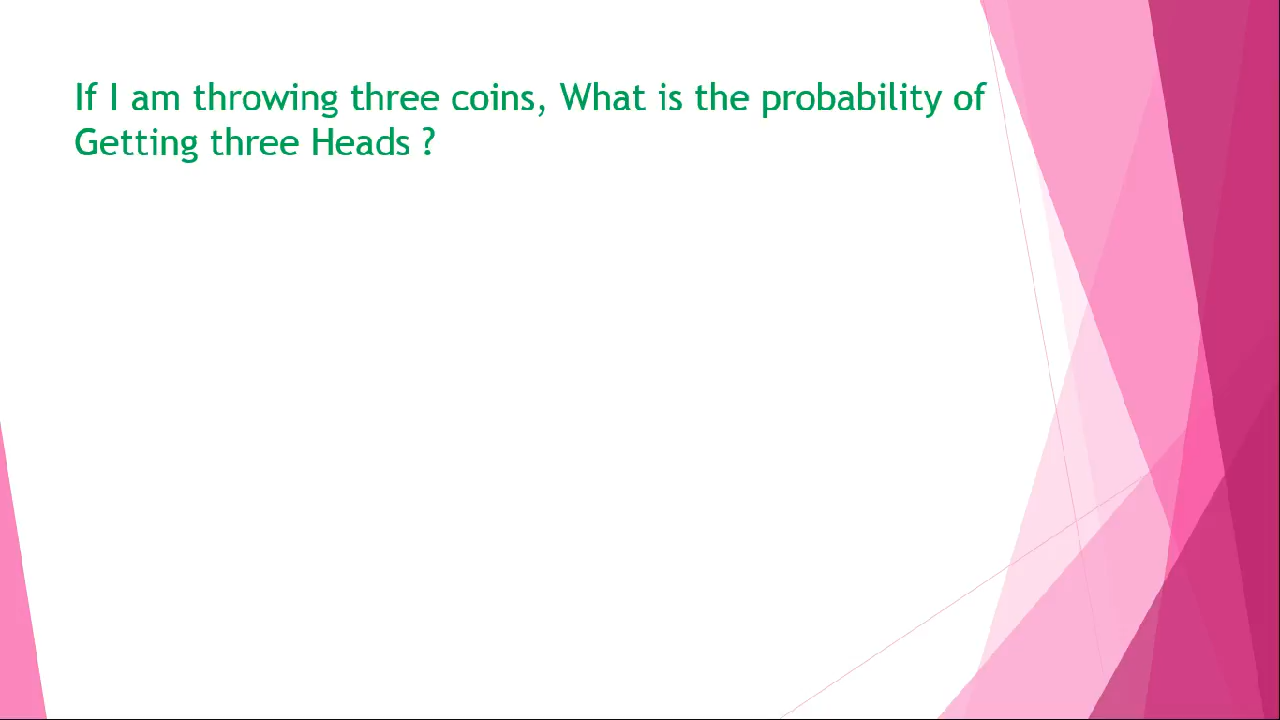 If I am throwing three coins, What is the probability of
Getting three Heads ?